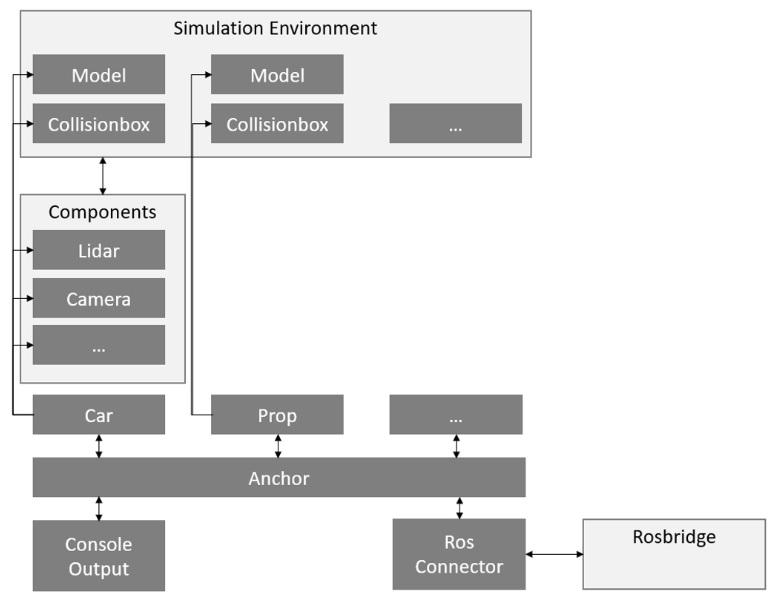 Simulation Environment
Model
Model
Collisionbox
Collisionbox
...
Components
Lidar
Camera
...
Car
Prop
...
Anchor
Console
Output
Ros
Connector
Rosbridge